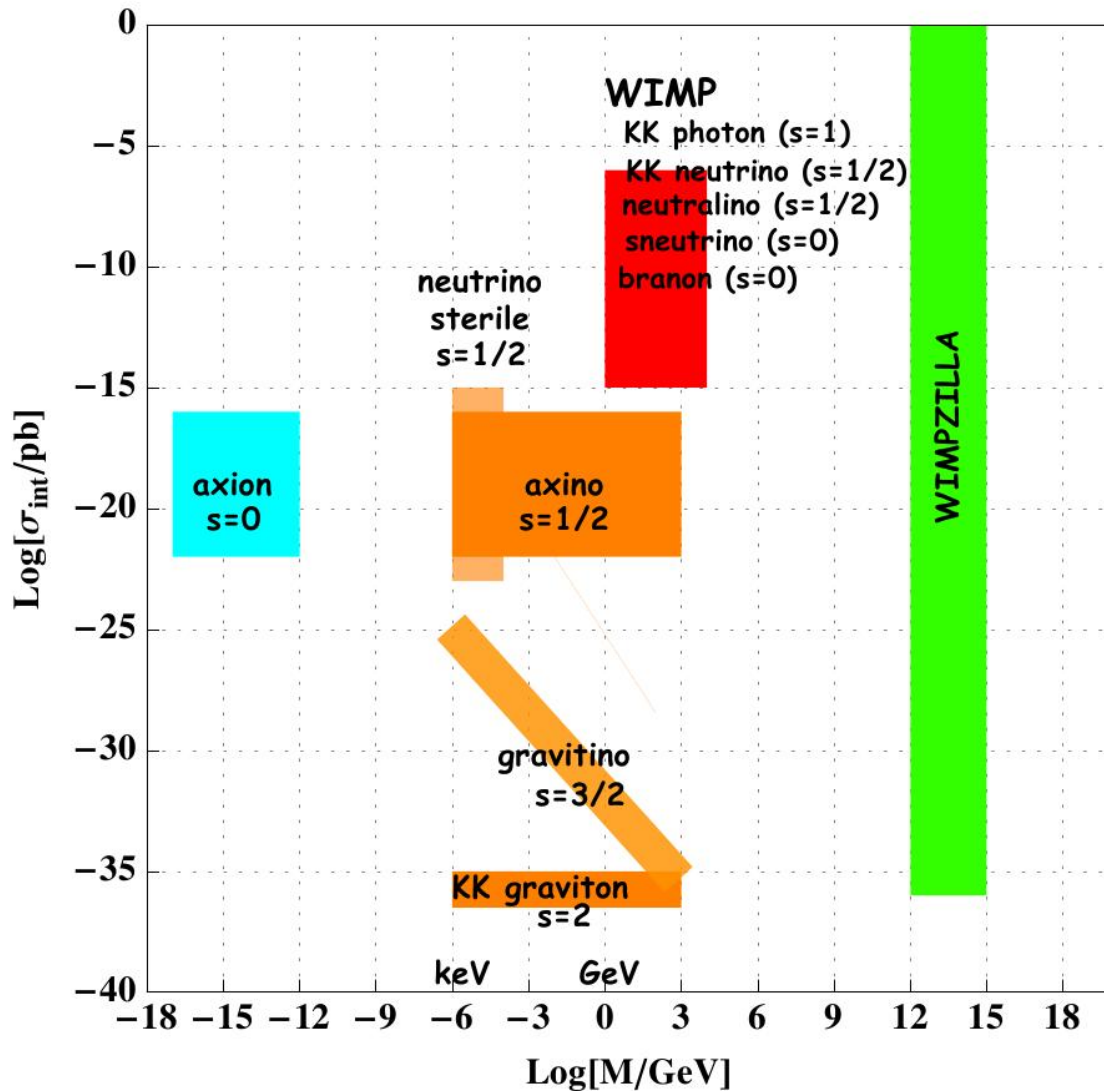 0
−5
−10
−15
−20
−25
−30
−35
−40
Log[σint/pb]
WIMP
KK photon (s=1)
KK neutrino (s=1/2)
neutralino (s=1/2)
sneutrino (s=0)
branon (s=0)
neutrino
sterile
s=1/2
axion
s=0
axino
s=1/2
WIMPZILLA
gravitino
s=3/2
KK graviton
s=2
keV
GeV
−18
−15
−12
−9
−6
−3
0
3
6
9
12
15
18
Log[M/GeV]